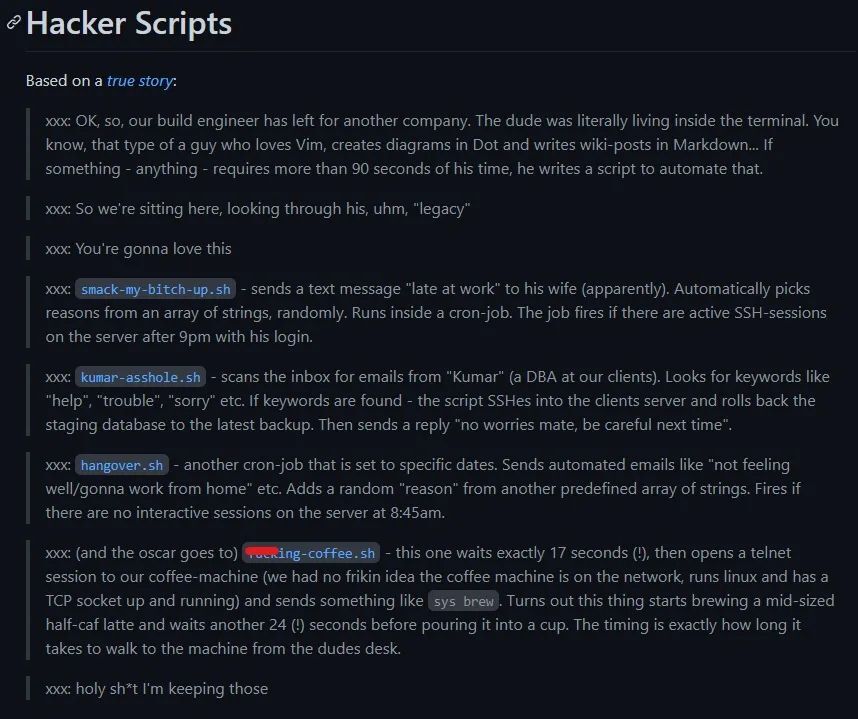 Hacker Scripts
Based on a true story:
xxx: OK, so, our build engineer has left for another company. The dude was literally living inside the terminal. You
know, that type of a guy who loves Vim, creates diagrams in Dot and writes wiki-posts in Markdown... If
something - anything - requires more than 90 seconds of his time, he writes a script to automate that.
xxx: So we're sitting here, looking through his, uhm, "legacy"
xxx: You're gonna love this
xxx: smack-my-bitch-up.sh - sends a text message "late at work" to his wife (apparently). Automatically picks
reasons from an array of strings, randomly. Runs inside a cron-job. The job fires if there are active SSH-sessions
on the server after 9pm with his login.
xxx: kumar-asshole.sh - scans the inbox for emails from "Kumar" (a DBA at our clients). Looks for keywords like
"help", "trouble", "sorry" etc. If keywords are found - the script SSHes into the clients server and rolls back the
staging database to the latest backup. Then sends a reply "no worries mate, be careful next time".
xxx: hangover.sh - another cron-job that is set to specific dates. Sends automated emails like "not feeling
well/gonna work from home" etc. Adds a random "reason" from another predefined array of strings. Fires if
there are no interactive sessions on the server at 8:45am.
xxx: (and the oscar goes to) ing-coffee.sh - this one waits exactly 17 seconds (!), then opens a telnet
session to our coffee-machine (we had no frikin idea the coffee machine is on the network, runs linux and has a
TCP socket up and running) and sends something like sys brew. Turns out this thing starts brewing a mid-sized
half-caf latte and waits another 24 (!) seconds before pouring it into a cup. The timing is exactly how long it
takes to walk to the machine from the dudes desk.
xxx: holy sh*t I'm keeping those